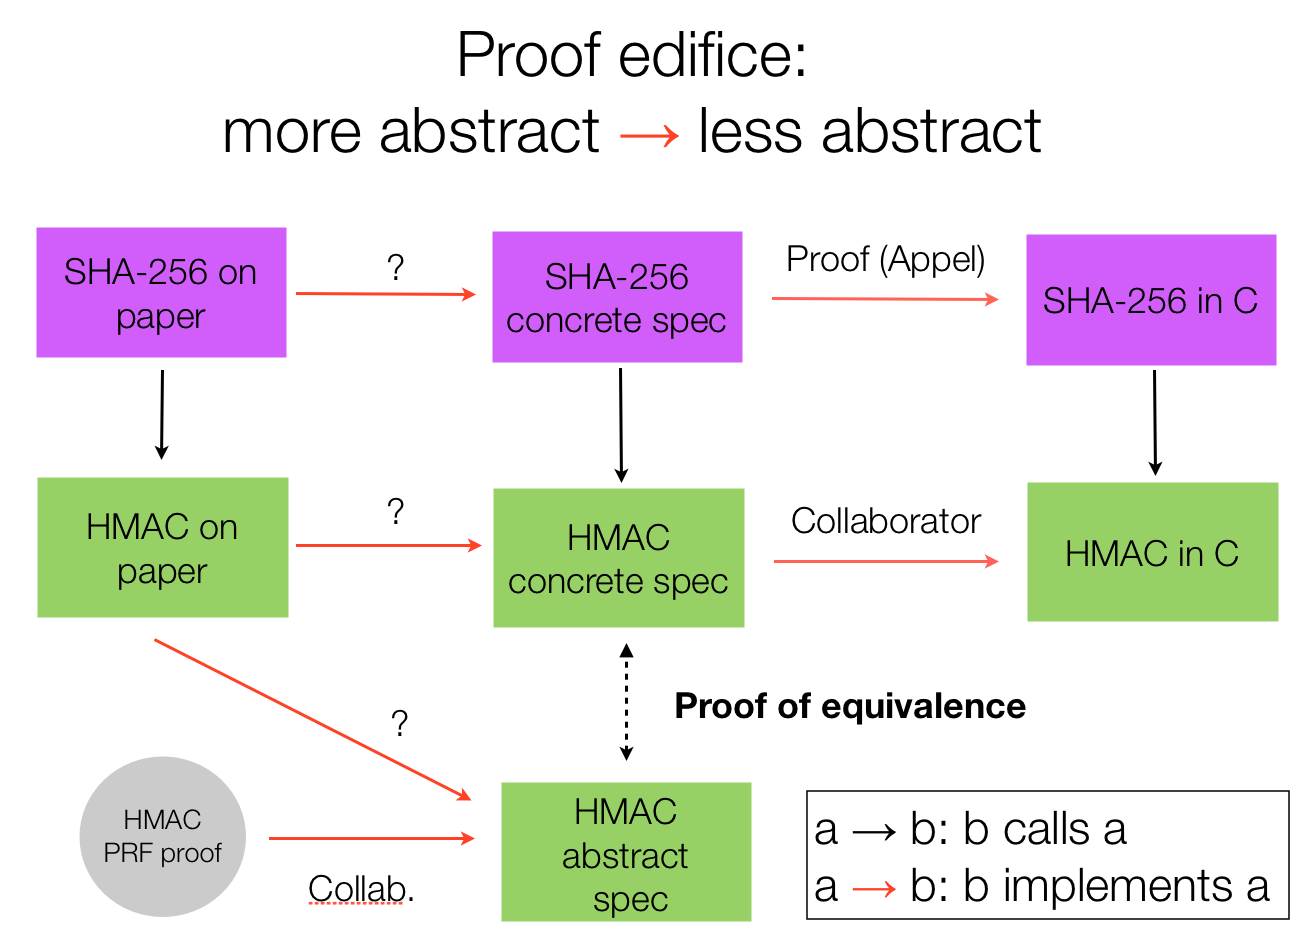 Proof edifice:
more abstract → less abstract
SHA-256 on
paper
?
SHA-256
concrete spec
Proof (Appel)
SHA-256 in C
HMAC on
paper
?
HMAC
concrete spec
Collaborator
HMAC in C
?
Proof of equivalence
HMAC
PRF proof
Collab.
HMAC
abstract
spec
a → b: b calls a
a → b: b implements a